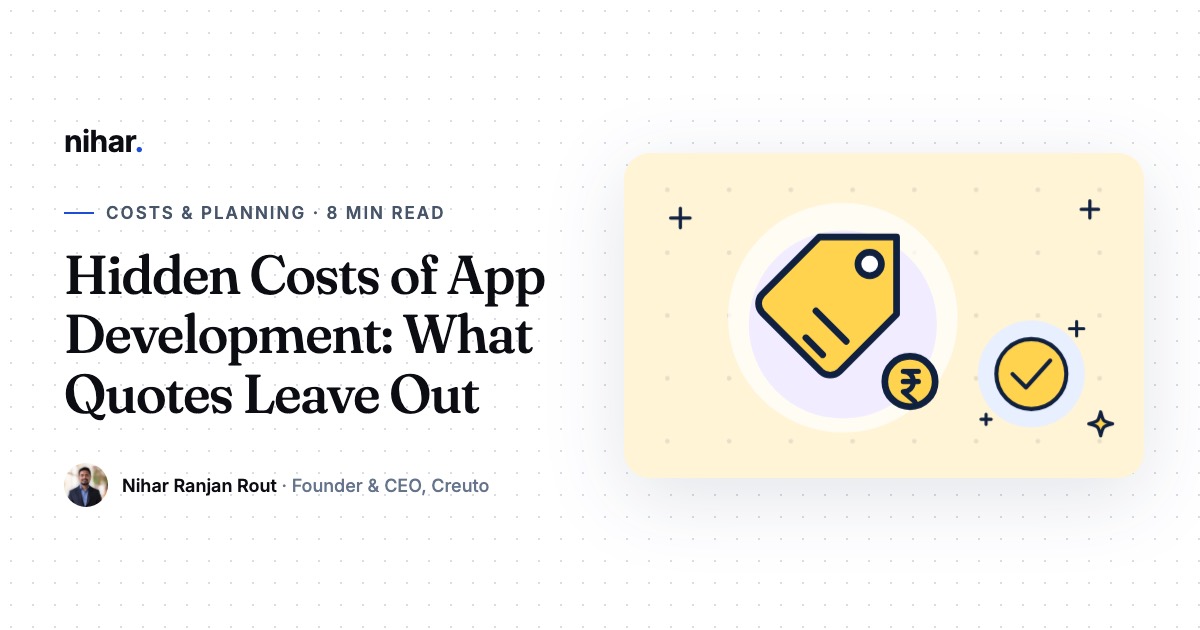 nihar.
COSTS & PLANNING · 8 MIN READ
Hidden Costs of App
Development: What
Quotes Leave Out
Nihar Ranjan Rout · Founder & CEO, Creuto
₹